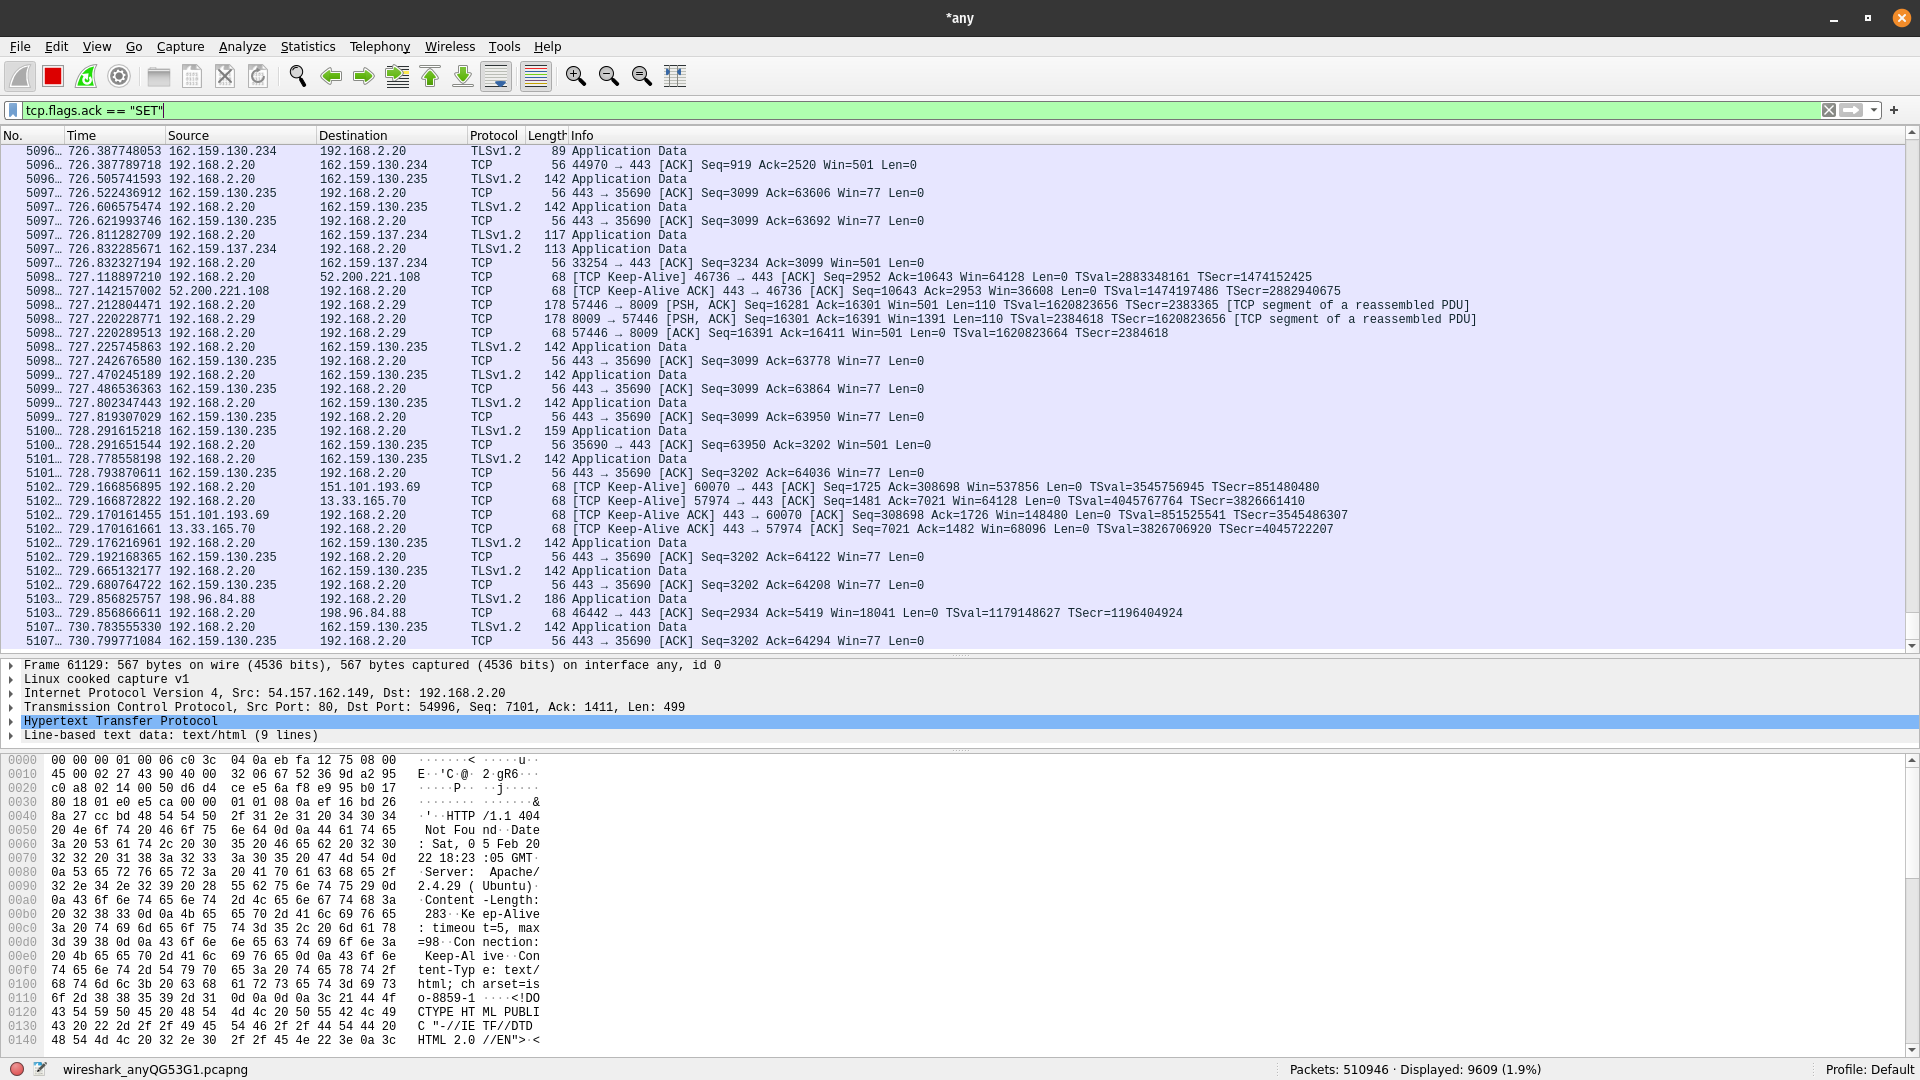 *any
File Edit View Go Capture Analyze Statistics Telephony Wireless Tools Help
tcp.flags.ack == "SET"
No. Time Source Destination Protocol Length Info
5096… 726.387748053 162.159.130.234 192.168.2.20 TLSv1.2 89 Application Data
5096… 726.387789718 192.168.2.20 162.159.130.234 TCP 56 44970 → 443 [ACK] Seq=919 Ack=2520 Win=501 Len=0
5096… 726.505741593 192.168.2.20 162.159.130.235 TLSv1.2 142 Application Data
5097… 726.522436912 162.159.130.235 192.168.2.20 TCP 56 443 → 35690 [ACK] Seq=3099 Ack=63606 Win=77 Len=0
5097… 726.606575474 192.168.2.20 162.159.130.235 TLSv1.2 142 Application Data
5097… 726.621993746 162.159.130.235 192.168.2.20 TCP 56 443 → 35690 [ACK] Seq=3099 Ack=63692 Win=77 Len=0
5097… 726.811282709 192.168.2.20 162.159.137.234 TLSv1.2 117 Application Data
5097… 726.832285671 162.159.137.234 192.168.2.20 TLSv1.2 113 Application Data
5097… 726.832327194 192.168.2.20 162.159.137.234 TCP 56 33254 → 443 [ACK] Seq=3234 Ack=3099 Win=501 Len=0
5098… 727.118897210 192.168.2.20 52.200.221.108 TCP 68 [TCP Keep-Alive] 46736 → 443 [ACK] Seq=2952 Ack=10643 Win=64128 Len=0 TSval=2883348161 TSecr=1474152425
5098… 727.142157002 52.200.221.108 192.168.2.20 TCP 68 [TCP Keep-Alive ACK] 443 → 46736 [ACK] Seq=10643 Ack=2953 Win=36608 Len=0 TSval=1474197486 TSecr=2882940675
5098… 727.212804471 192.168.2.20 192.168.2.29 TCP 178 57446 → 8009 [PSH, ACK] Seq=16281 Ack=16301 Win=501 Len=110 TSval=1620823656 TSecr=2383365 [TCP segment of a reassembled PDU]
5098… 727.220228771 192.168.2.29 192.168.2.20 TCP 178 8009 → 57446 [PSH, ACK] Seq=16301 Ack=16391 Win=1391 Len=110 TSval=2384618 TSecr=1620823656 [TCP segment of a reassembled PDU]
5098… 727.220289513 192.168.2.20 192.168.2.29 TCP 68 57446 → 8009 [ACK] Seq=16391 Ack=16411 Win=501 Len=0 TSval=1620823664 TSecr=2384618
5098… 727.225745863 192.168.2.20 162.159.130.235 TLSv1.2 142 Application Data
5098… 727.242676580 162.159.130.235 192.168.2.20 TCP 56 443 → 35690 [ACK] Seq=3099 Ack=63778 Win=77 Len=0
5099… 727.470245189 192.168.2.20 162.159.130.235 TLSv1.2 142 Application Data
5099… 727.486536363 162.159.130.235 192.168.2.20 TCP 56 443 → 35690 [ACK] Seq=3099 Ack=63864 Win=77 Len=0
5099… 727.802347443 192.168.2.20 162.159.130.235 TLSv1.2 142 Application Data
5099… 727.819307029 162.159.130.235 192.168.2.20 TCP 56 443 → 35690 [ACK] Seq=3099 Ack=63950 Win=77 Len=0
5100… 728.291615218 162.159.130.235 192.168.2.20 TLSv1.2 159 Application Data
5100… 728.291651544 192.168.2.20 162.159.130.235 TCP 56 35690 → 443 [ACK] Seq=63950 Ack=3202 Win=501 Len=0
5101… 728.778558198 192.168.2.20 162.159.130.235 TLSv1.2 142 Application Data
5101… 728.793870611 162.159.130.235 192.168.2.20 TCP 56 443 → 35690 [ACK] Seq=3202 Ack=64036 Win=77 Len=0
5102… 729.166856895 192.168.2.20 151.101.193.69 TCP 68 [TCP Keep-Alive] 60070 → 443 [ACK] Seq=1725 Ack=308698 Win=537856 Len=0 TSval=3545756945 TSecr=851480480
5102… 729.166872822 192.168.2.20 13.33.165.70 TCP 68 [TCP Keep-Alive] 57974 → 443 [ACK] Seq=1481 Ack=7021 Win=64128 Len=0 TSval=4045767764 TSecr=3826661410
5102… 729.170161455 151.101.193.69 192.168.2.20 TCP 68 [TCP Keep-Alive ACK] 443 → 60070 [ACK] Seq=308698 Ack=1726 Win=148480 Len=0 TSval=851525541 TSecr=3545486307
5102… 729.170161661 13.33.165.70 192.168.2.20 TCP 68 [TCP Keep-Alive ACK] 443 → 57974 [ACK] Seq=7021 Ack=1482 Win=68096 Len=0 TSval=3826706920 TSecr=4045722207
5102… 729.176216961 192.168.2.20 162.159.130.235 TLSv1.2 142 Application Data
5102… 729.192168365 162.159.130.235 192.168.2.20 TCP 56 443 → 35690 [ACK] Seq=3202 Ack=64122 Win=77 Len=0
5102… 729.665132177 192.168.2.20 162.159.130.235 TLSv1.2 142 Application Data
5102… 729.680764722 162.159.130.235 192.168.2.20 TCP 56 443 → 35690 [ACK] Seq=3202 Ack=64208 Win=77 Len=0
5103… 729.856825757 198.96.84.88 192.168.2.20 TLSv1.2 186 Application Data
5103… 729.856866611 192.168.2.20 198.96.84.88 TCP 68 46442 → 443 [ACK] Seq=2934 Ack=5419 Win=18041 Len=0 TSval=1179148627 TSecr=1196404924
5107… 730.783555330 192.168.2.20 162.159.130.235 TLSv1.2 142 Application Data
5107… 730.799771084 162.159.130.235 192.168.2.20 TCP 56 443 → 35690 [ACK] Seq=3202 Ack=64294 Win=77 Len=0
Frame 61129: 567 bytes on wire (4536 bits), 567 bytes captured (4536 bits) on interface any, id 0
Linux cooked capture v1
Internet Protocol Version 4, Src: 54.157.162.149, Dst: 192.168.2.20
Transmission Control Protocol, Src Port: 80, Dst Port: 54996, Seq: 7101, Ack: 1411, Len: 499
Hypertext Transfer Protocol
Line-based text data: text/html (9 lines)
0000 00 00 00 01 00 06 c0 3c 04 0a eb fa 12 75 08 00 ·······< ·····u··
0010 45 00 02 27 43 90 40 00 32 06 67 52 36 9d a2 95 E··'C·@· 2·gR6···
0020 c0 a8 02 14 00 50 d6 d4 ce e5 6a f8 e9 95 b0 17 ·····P·· ··j·····
0030 80 18 01 e0 e5 ca 00 00 01 01 08 0a ef 16 bd 26 ········ ·······&
0040 8a 27 cc bd 48 54 54 50 2f 31 2e 31 20 34 30 34 ·'··HTTP /1.1 404
0050 20 4e 6f 74 20 46 6f 75 6e 64 0d 0a 44 61 74 65 Not Fou nd··Date
0060 3a 20 53 61 74 2c 20 30 35 20 46 65 62 20 32 30 : Sat, 0 5 Feb 20
0070 32 32 20 31 38 3a 32 33 3a 30 35 20 47 4d 54 0d 22 18:23 :05 GMT·
0080 0a 53 65 72 76 65 72 3a 20 41 70 61 63 68 65 2f ·Server: Apache/
0090 32 2e 34 2e 32 39 20 28 55 62 75 6e 74 75 29 0d 2.4.29 ( Ubuntu)·
00a0 0a 43 6f 6e 74 65 6e 74 2d 4c 65 6e 67 74 68 3a ·Content -Length:
00b0 20 32 38 33 0d 0a 4b 65 65 70 2d 41 6c 69 76 65 283··Ke ep-Alive
00c0 3a 20 74 69 6d 65 6f 75 74 3d 35 2c 20 6d 61 78 : timeou t=5, max
00d0 3d 39 38 0d 0a 43 6f 6e 6e 65 63 74 69 6f 6e 3a =98··Con nection:
00e0 20 4b 65 65 70 2d 41 6c 69 76 65 0d 0a 43 6f 6e Keep-Al ive··Con
00f0 74 65 6e 74 2d 54 79 70 65 3a 20 74 65 78 74 2f tent-Typ e: text/
0100 68 74 6d 6c 3b 20 63 68 61 72 73 65 74 3d 69 73 html; ch arset=is
0110 6f 2d 38 38 35 39 2d 31 0d 0a 0d 0a 3c 21 44 4f o-8859-1 ····<!DO
0120 43 54 59 50 45 20 48 54 4d 4c 20 50 55 42 4c 49 CTYPE HT ML PUBLI
0130 43 20 22 2d 2f 2f 49 45 54 46 2f 2f 44 54 44 20 C "-//IE TF//DTD
0140 48 54 4d 4c 20 32 2e 30 2f 2f 45 4e 22 3e 0a 3c HTML 2.0 //EN">·<
wireshark_anyQG53G1.pcapng Packets: 510946 · Displayed: 9609 (1.9%) Profile: Default